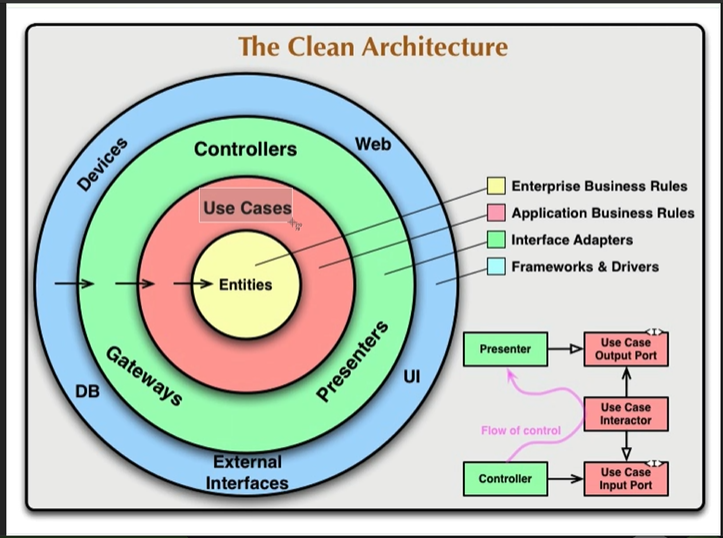 The Clean Architecture
Devices
Web
Controllers
Use Cases
Entities
Gateways
Presenters
DB
UI
External
Interfaces
Enterprise Business Rules
Application Business Rules
Interface Adapters
Frameworks & Drivers
Presenter
<I>
Use Case
Output Port
Flow of control
Use Case
Interactor
Controller
<I>
Use Case
Input Port